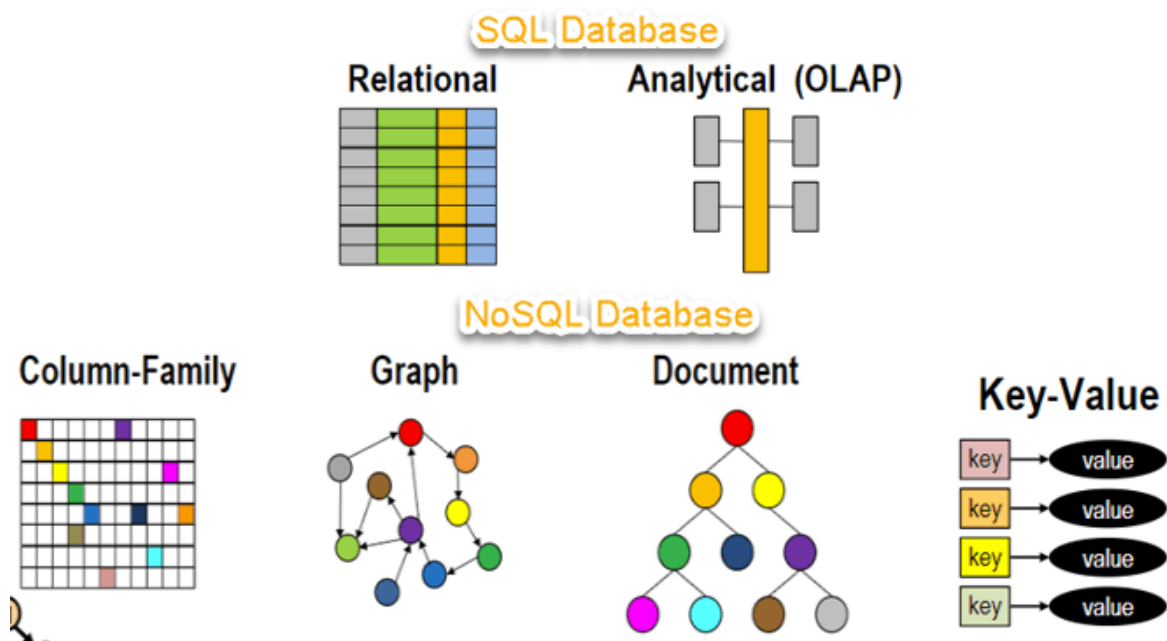 SQL Database
Relational
Analytical (OLAP)
NoSQL Database
Column-Family
Graph
Document
Key-Value
key
value
key
value
key
value
key
value